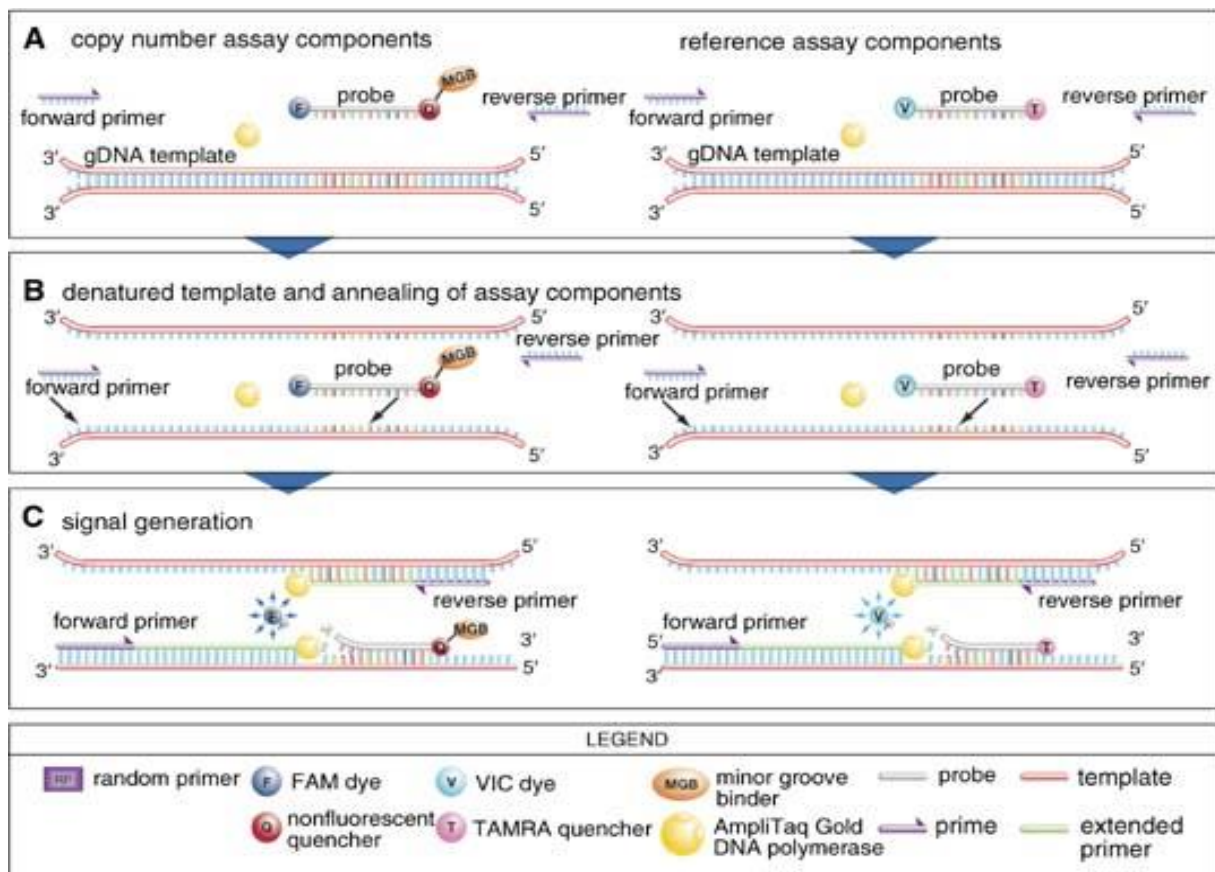 A copy number assay components
reference assay components
MGB
F probe Q
reverse primer
forward primer
V probe T
reverse primer
forward primer
3' gDNA template 5'
3' gDNA template 5'
3' 5'
3' 5'
B denatured template and annealing of assay components
3' 5'
3' 5'
reverse primer
MGB
F probe Q
forward primer
V probe T
reverse primer
forward primer
3' 5'
3' 5'
C signal generation
3' 5'
3' 5'
reverse primer
reverse primer
F
V
forward primer
MGB
Q
3'
forward primer
5'
3'
T
3' 5'
3' 5'
LEGEND
RP random primer
F FAM dye
V VIC dye
MGB minor groove
binder
probe
template
Q nonfluorescent
quencher
T TAMRA quencher
AmpliTaq Gold
DNA polymerase
prime
extended
primer